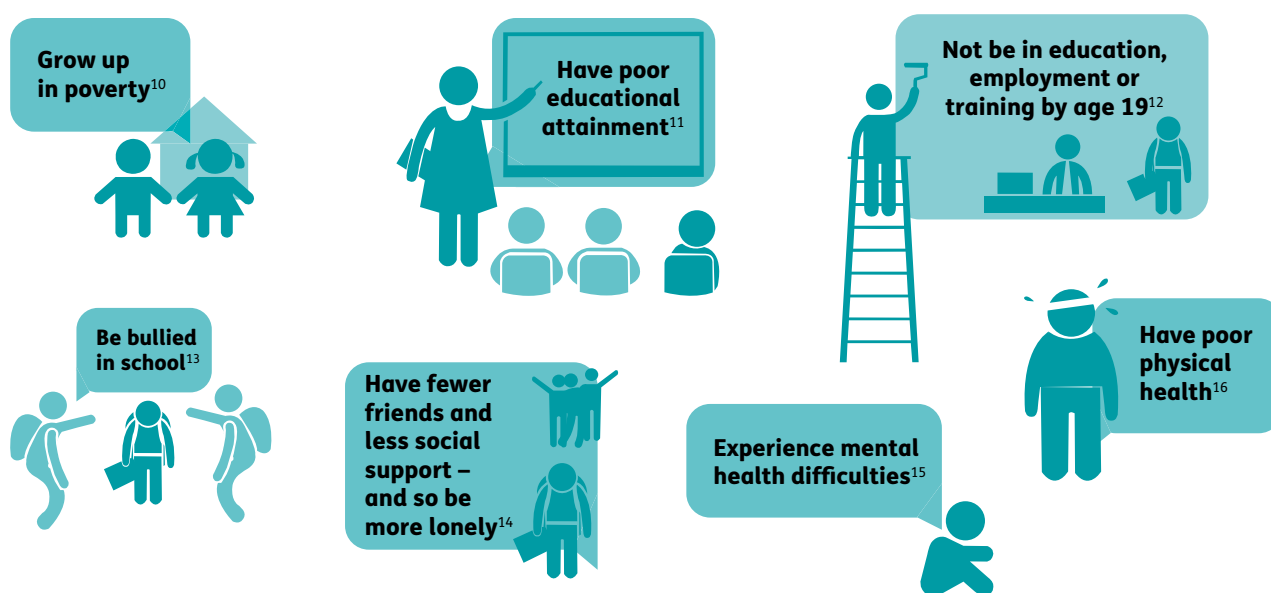 Grow up
in poverty10
Have poor
educational
attainment11
Not be in education,
employment or
training by age 1912
Be bullied
in school13
Have fewer
friends and
less social
support –
and so be
more lonely14
Experience mental
health difficulties15
Have poor
physical
health16